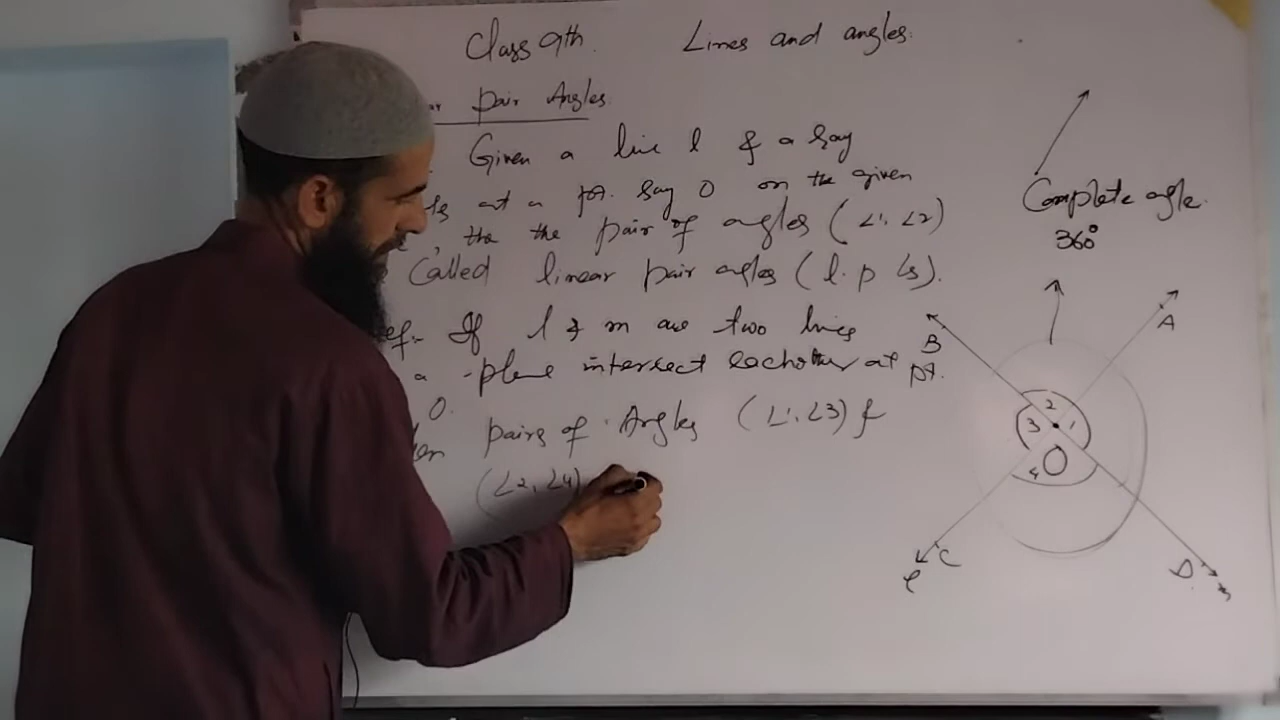 Class 9th Lines and angles.
Pair Angles.
Given a line l & a Ray
at a pt. say O on the given
the the pair of angles (∠1, ∠2)
Called linear pair angles (l. p ∠s).
ef.- If l & m are two lines
a -plane intersect eachother at pt.
O.
pairs of Angles (∠1, ∠3) &
(∠2, ∠4)
Complete agle.
360°
A
B
2
3 1
4 O
C
l
D